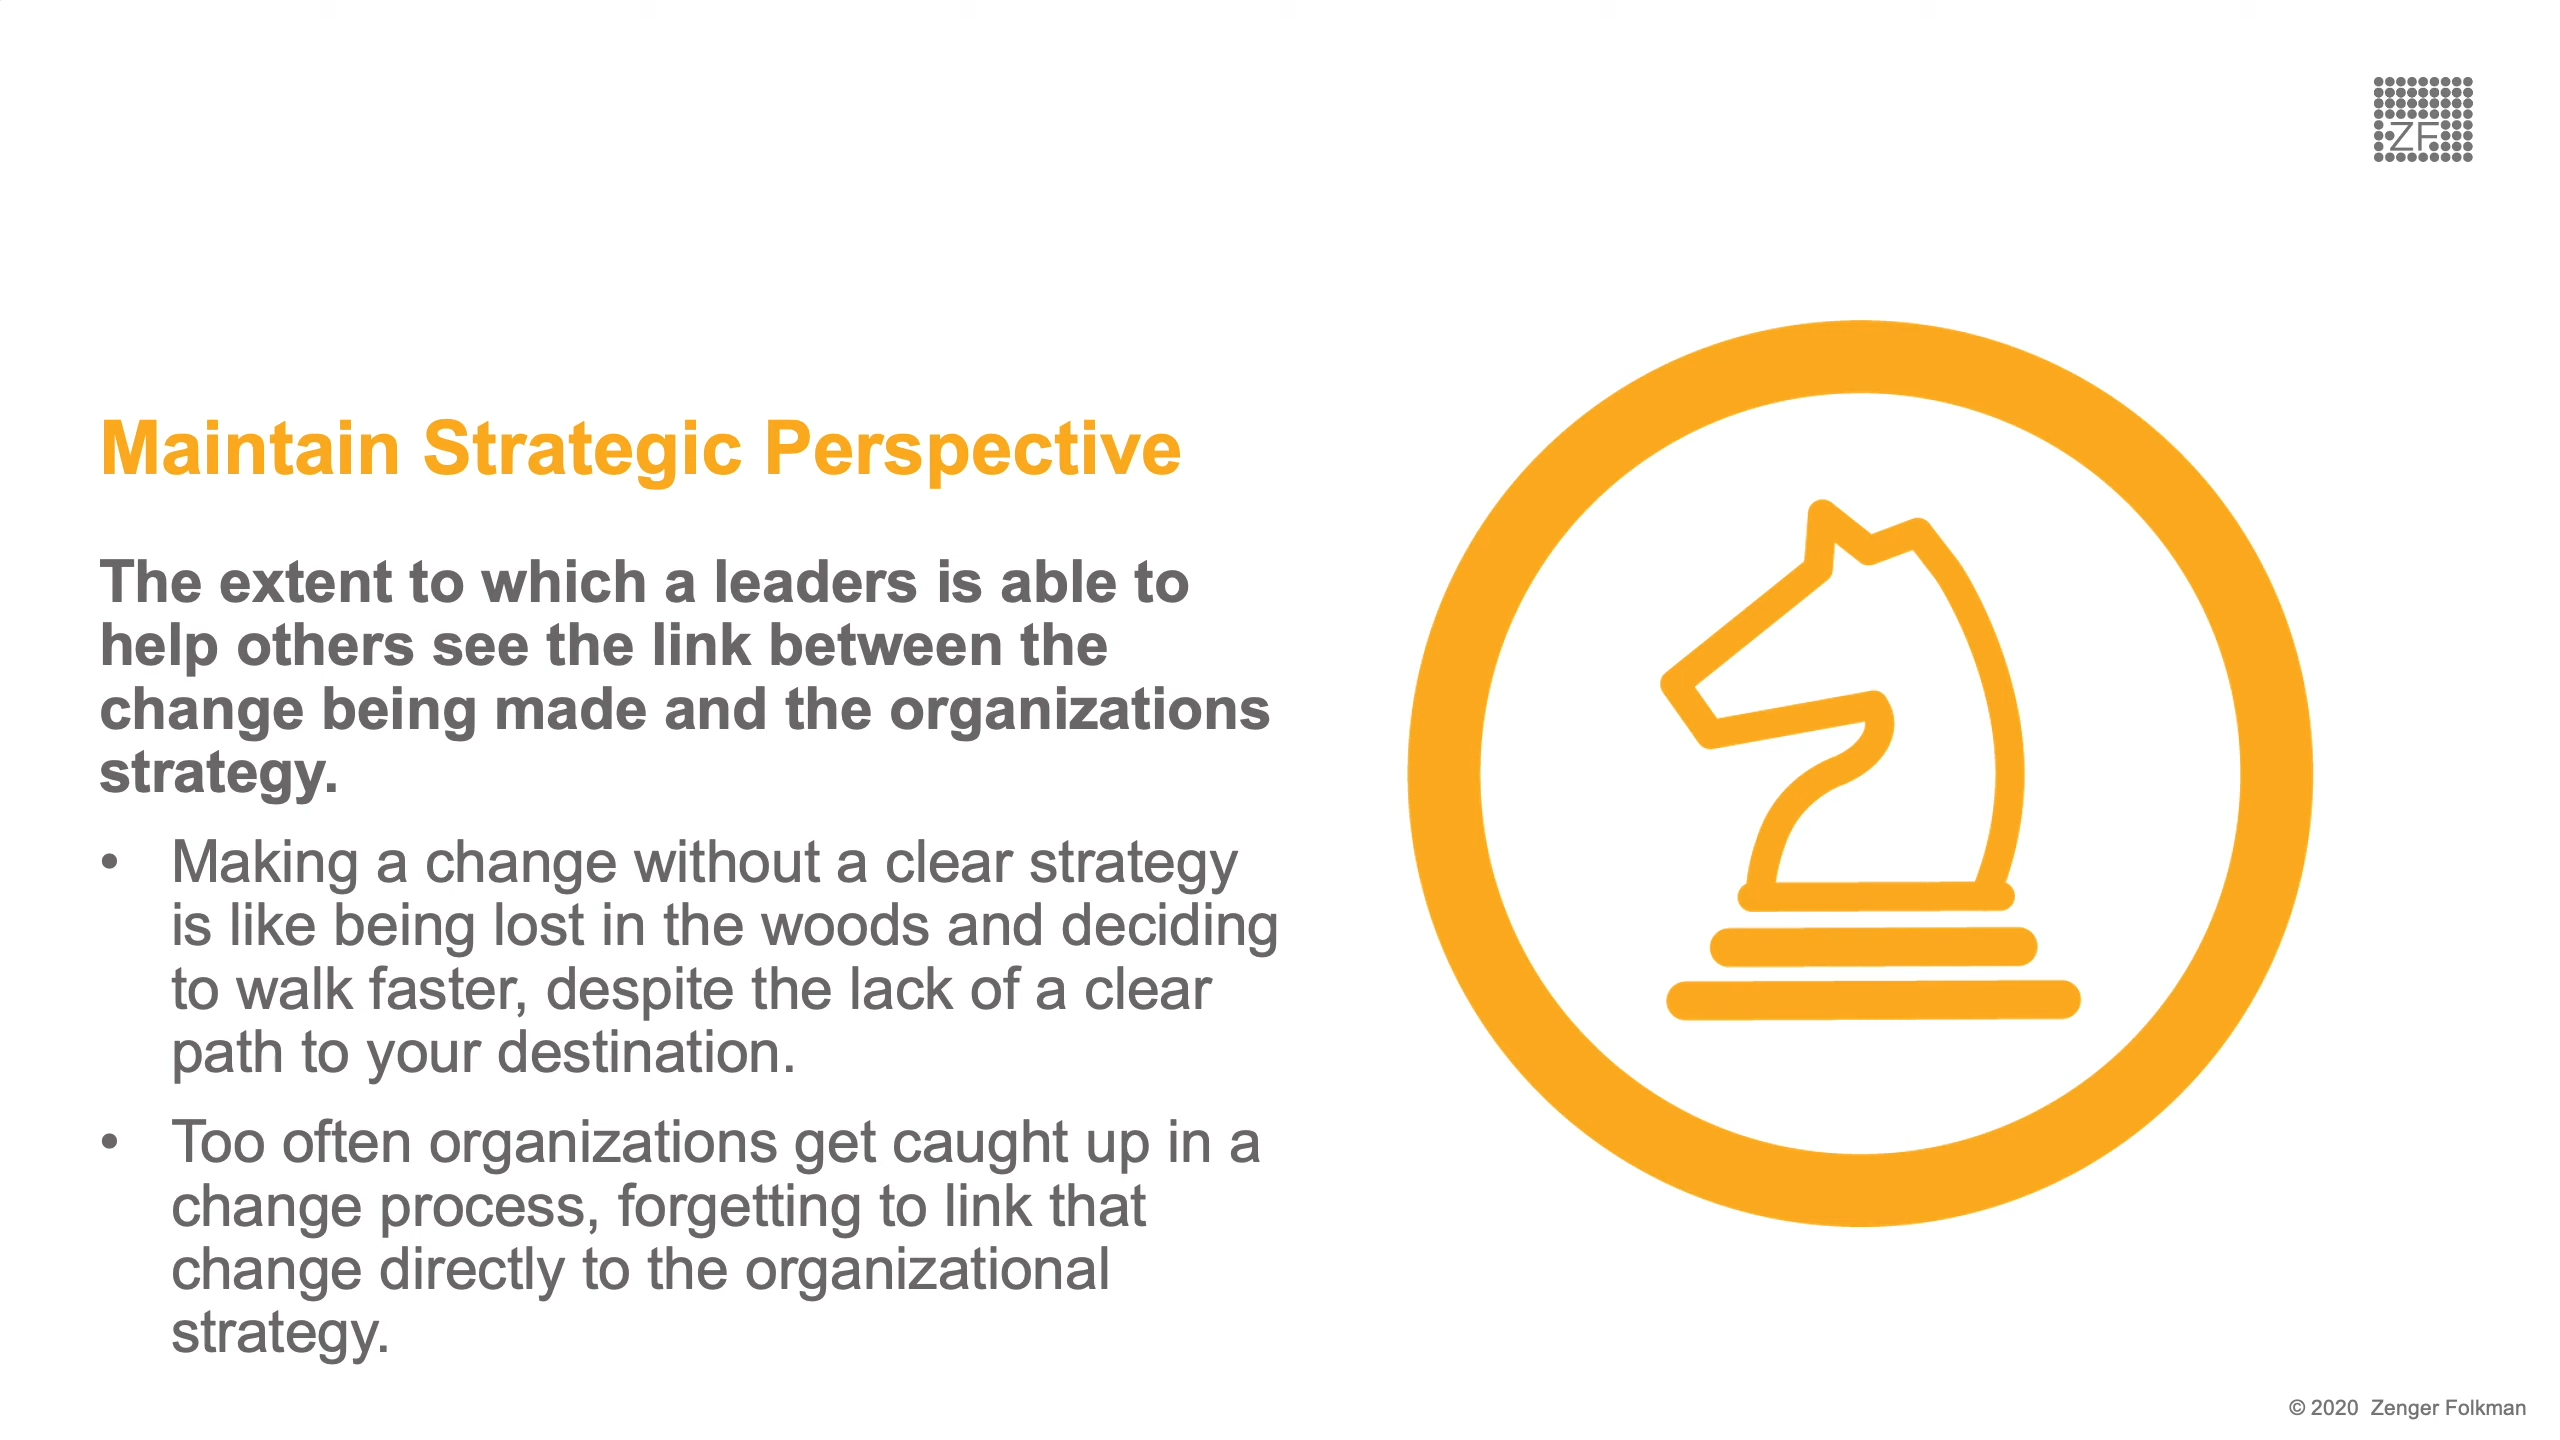 ZF
Maintain Strategic Perspective
The extent to which a leaders is able to
help others see the link between the
change being made and the organizations
strategy.
• Making a change without a clear strategy
is like being lost in the woods and deciding
to walk faster, despite the lack of a clear
path to your destination.
• Too often organizations get caught up in a
change process, forgetting to link that
change directly to the organizational
strategy.
© 2020 Zenger Folkman